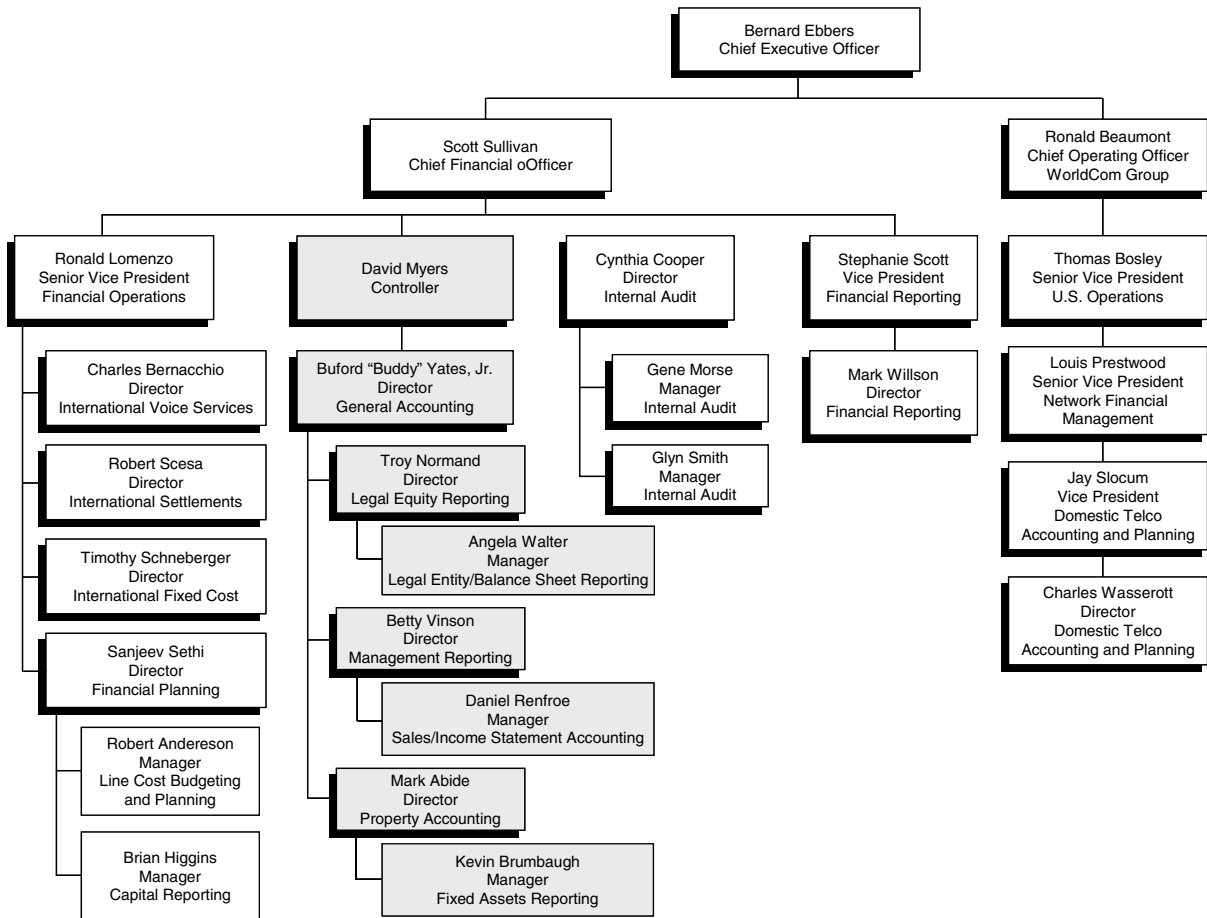 Bernard Ebbers
Chief Executive Officer
Scott Sullivan
Chief Financial oOfficer
Ronald Beaumont
Chief Operating Officer
WorldCom Group
Ronald Lomenzo
Senior Vice President
Financial Operations
David Myers
Controller
Cynthia Cooper
Director
Internal Audit
Stephanie Scott
Vice President
Financial Reporting
Thomas Bosley
Senior Vice President
U.S. Operations
Charles Bernacchio
Director
International Voice Services
Buford “Buddy” Yates, Jr.
Director
General Accounting
Gene Morse
Manager
Internal Audit
Mark Willson
Director
Financial Reporting
Louis Prestwood
Senior Vice President
Network Financial
Management
Robert Scesa
Director
International Settlements
Troy Normand
Director
Legal Equity Reporting
Glyn Smith
Manager
Internal Audit
Jay Slocum
Vice President
Domestic Telco
Accounting and Planning
Angela Walter
Manager
Legal Entity/Balance Sheet Reporting
Timothy Schneberger
Director
International Fixed Cost
Charles Wasserott
Director
Domestic Telco
Accounting and Planning
Betty Vinson
Director
Management Reporting
Sanjeev Sethi
Director
Financial Planning
Daniel Renfroe
Manager
Sales/Income Statement Accounting
Robert Andereson
Manager
Line Cost Budgeting
and Planning
Mark Abide
Director
Property Accounting
Brian Higgins
Manager
Capital Reporting
Kevin Brumbaugh
Manager
Fixed Assets Reporting